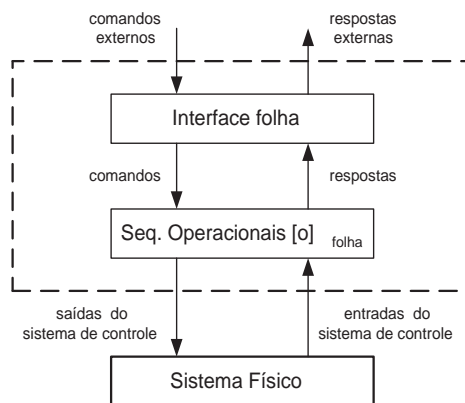 comandos
externos
respostas
externas
Interface folha
comandos
respostas
Seq. Operacionais [o] folha
saídas do
sistema de controle
entradas do
sistema de controle
Sistema Físico